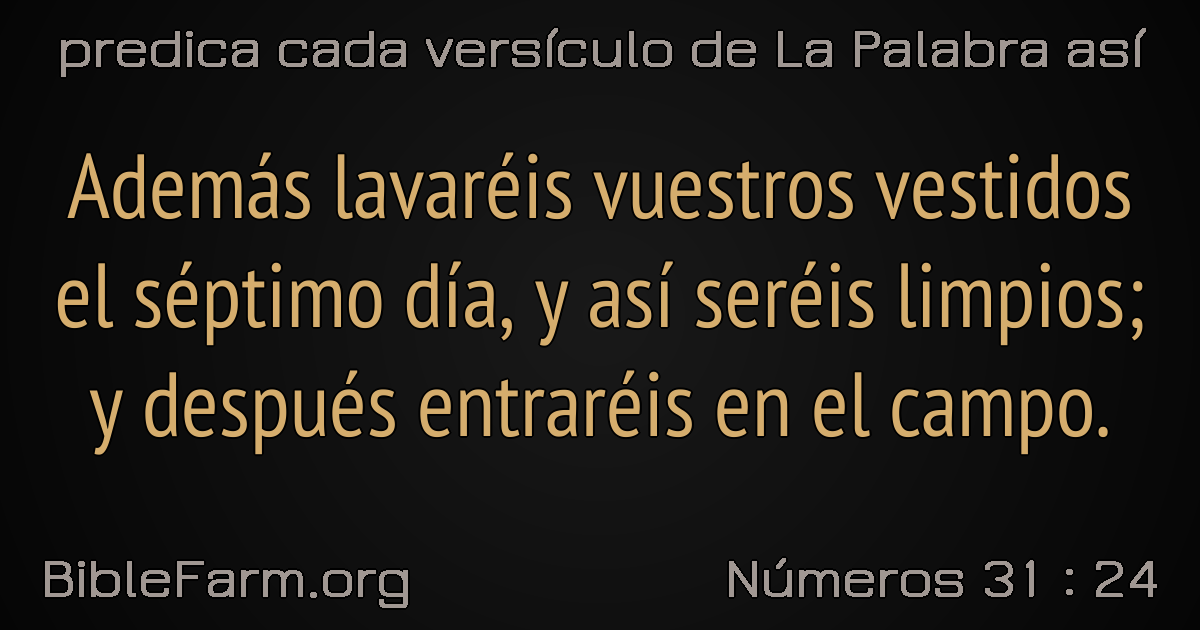 predica cada versículo de La Palabra así
Además lavaréis vuestros vestidos
el séptimo día, y así seréis limpios;
y después entraréis en el campo.
BibleFarm.org
Números 31 : 24